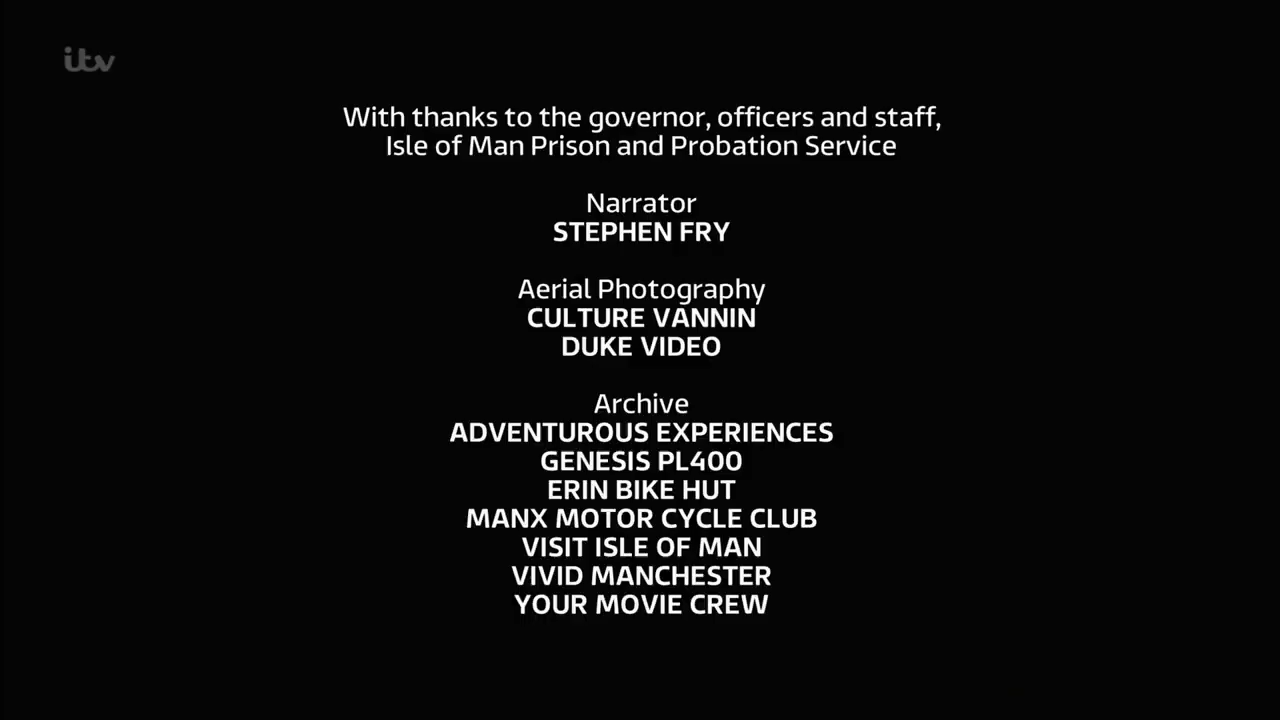 itv
With thanks to the governor, officers and staff,
Isle of Man Prison and Probation Service
Narrator
STEPHEN FRY
Aerial Photography
CULTURE VANNIN
DUKE VIDEO
Archive
ADVENTUROUS EXPERIENCES
GENESIS PL400
ERIN BIKE HUT
MANX MOTOR CYCLE CLUB
VISIT ISLE OF MAN
VIVID MANCHESTER
YOUR MOVIE CREW